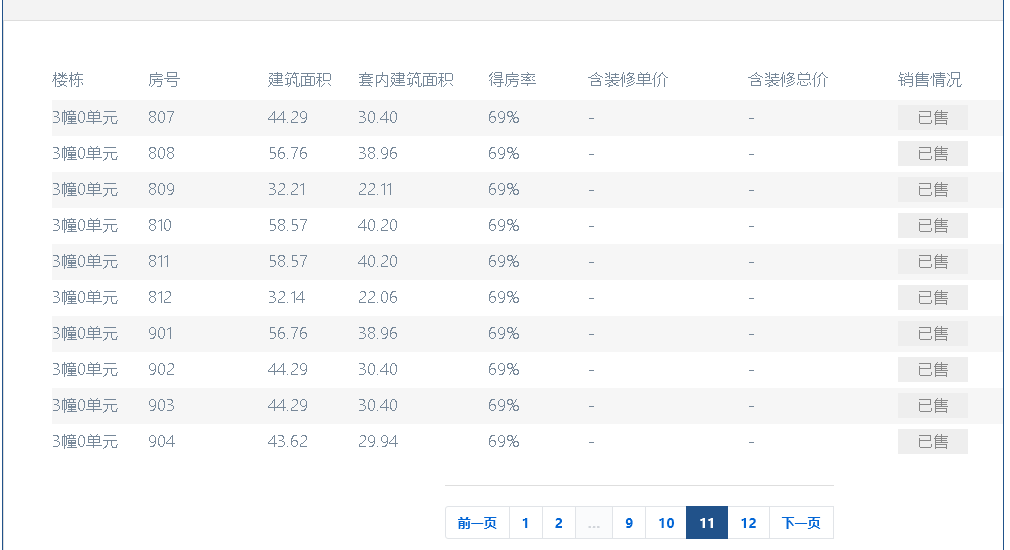 楼栋 房号 建筑面积 套内建筑面积 得房率 含装修单价 含装修总价 销售情况
3幢0单元 807 44.29 30.40 69% - - 已售
3幢0单元 808 56.76 38.96 69% - - 已售
3幢0单元 809 32.21 22.11 69% - - 已售
3幢0单元 810 58.57 40.20 69% - - 已售
3幢0单元 811 58.57 40.20 69% - - 已售
3幢0单元 812 32.14 22.06 69% - - 已售
3幢0单元 901 56.76 38.96 69% - - 已售
3幢0单元 902 44.29 30.40 69% - - 已售
3幢0单元 903 44.29 30.40 69% - - 已售
3幢0单元 904 43.62 29.94 69% - - 已售
前一页 1 2 ... 9 10 11 12 下一页